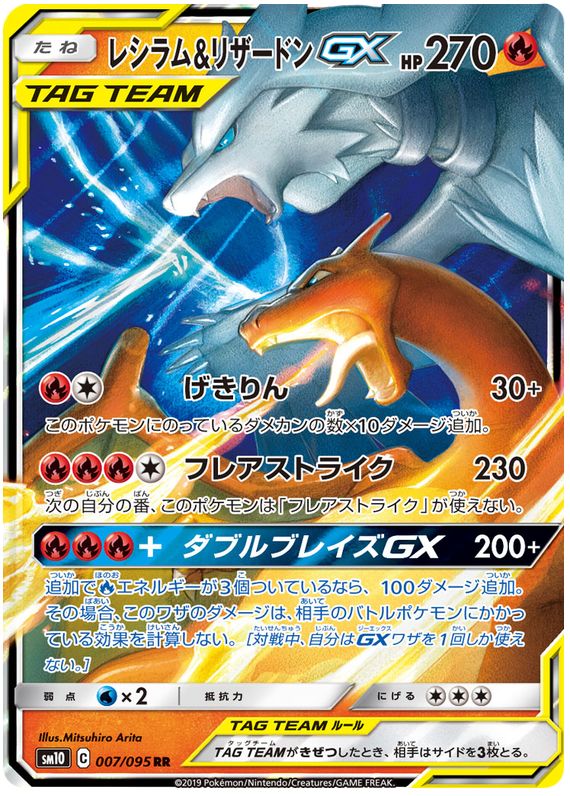 たね レシラム&リザードンGX HP270
TAG TEAM
げきりん 30+
このポケモンにのっているダメカンの数×10ダメージ追加。
フレアストライク 230
次の自分の番、このポケモンは「フレアストライク」が使えない。
+ ダブルブレイズGX 200+
追加でエネルギーが3個ついているなら、100ダメージ追加。
その場合、このワザのダメージは、相手のバトルポケモンにかかっ
ている効果を計算しない。[対戦中、自分はGXワザを1回しか使え
ない。]
弱点 ×2 抵抗力 にげる
Illus.Mitsuhiro Arita
TAG TEAM ルール
TAG TEAMがきぜつしたとき、相手はサイドを3枚とる。
SM10 C 007/095 RR
©2019 Pokémon/Nintendo/Creatures/GAME FREAK.